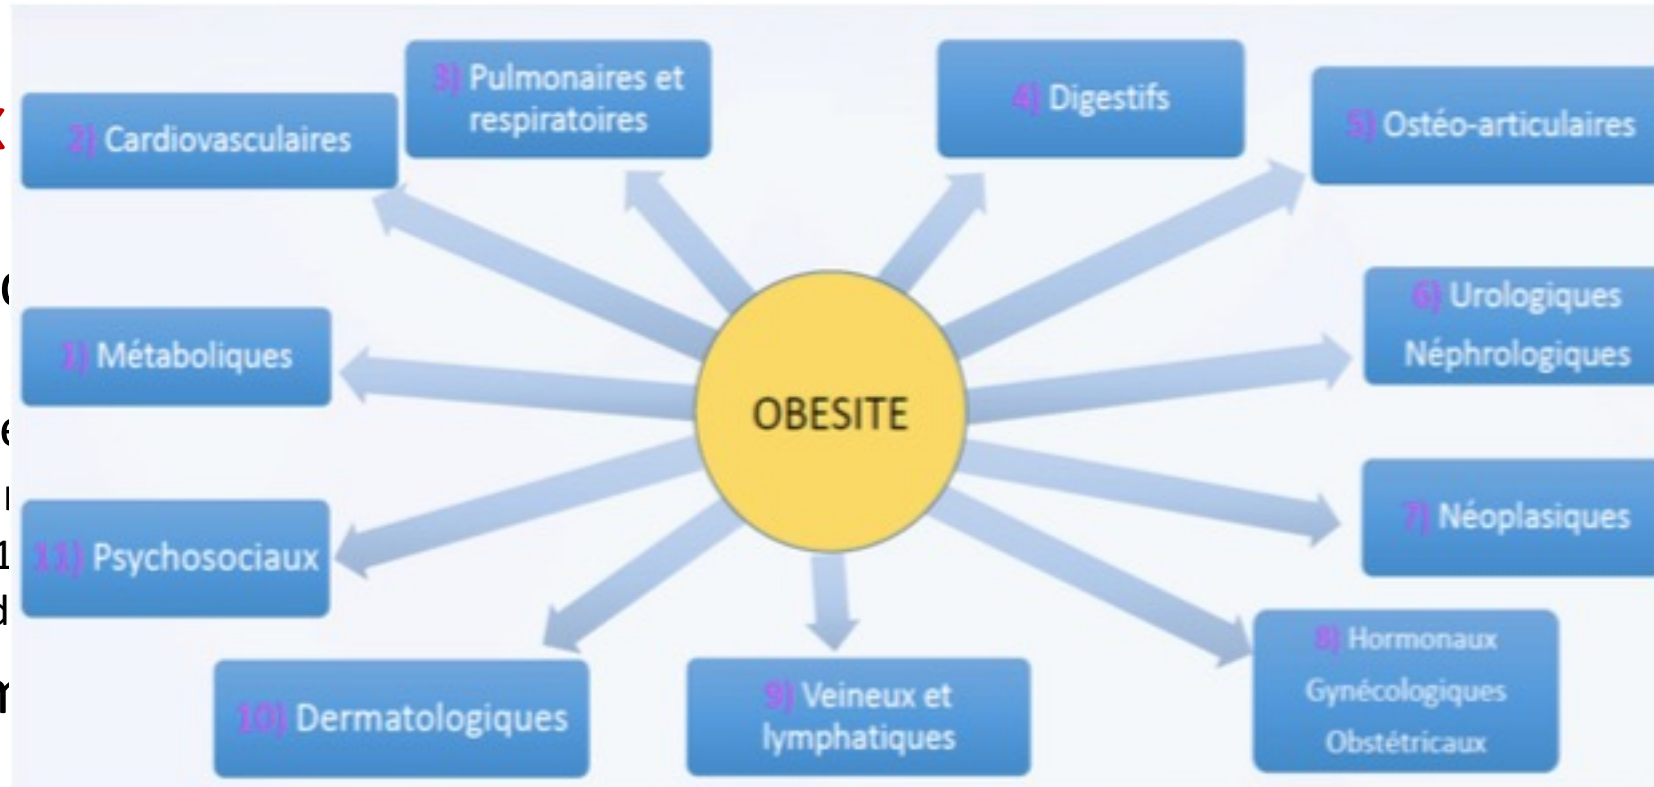 3) Pulmonaires et
respiratoires
4) Digestifs
2) Cardiovasculaires
5) Ostéo-articulaires
1) Métaboliques
6) Urologiques
Néphrologiques
OBESITE
11) Psychosociaux
7) Néoplasiques
10) Dermatologiques
9) Veineux et
lymphatiques
8) Hormonaux
Gynécologiques
Obstétricaux